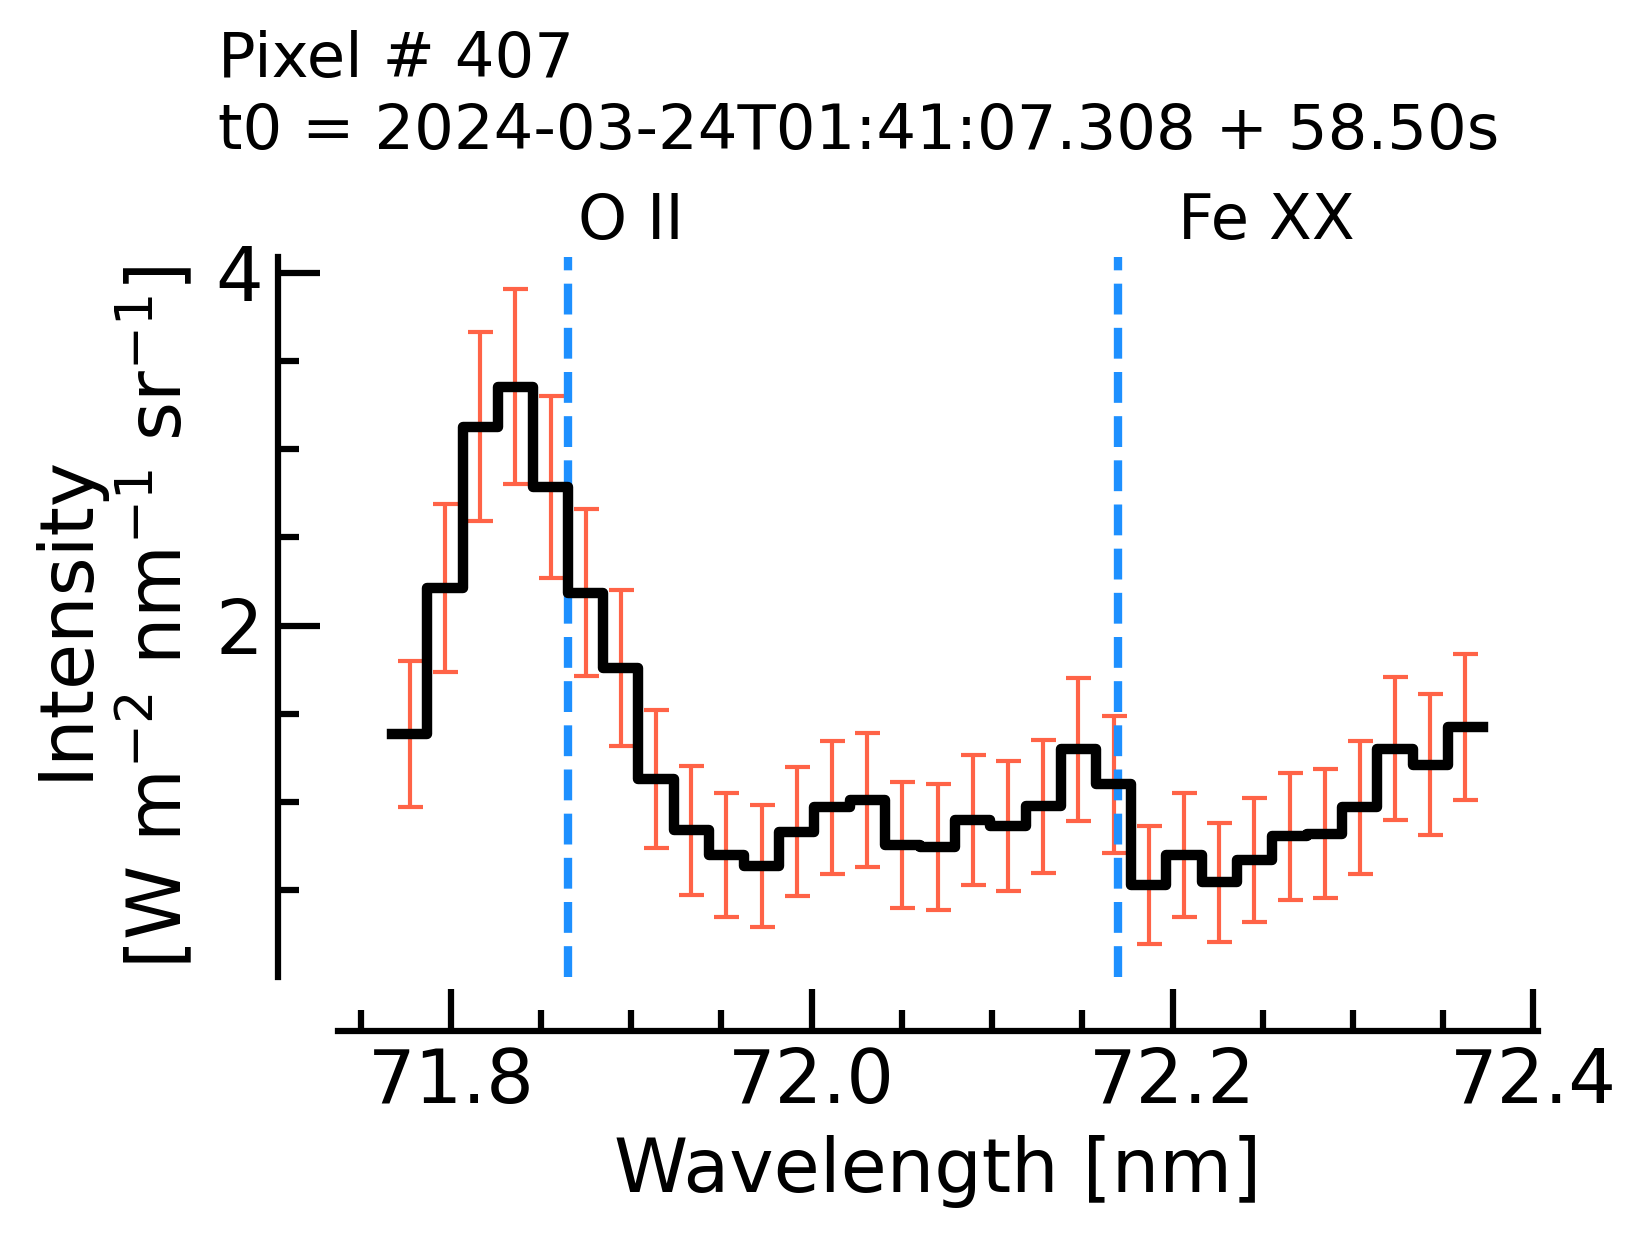 Pixel # 407
t0 = 2024-03-24T01:41:07.308 + 58.50s
O II
Fe XX
4
2
Intensity
[W m⁻² nm⁻¹ sr⁻¹]
71.8
72.0
72.2
72.4
Wavelength [nm]